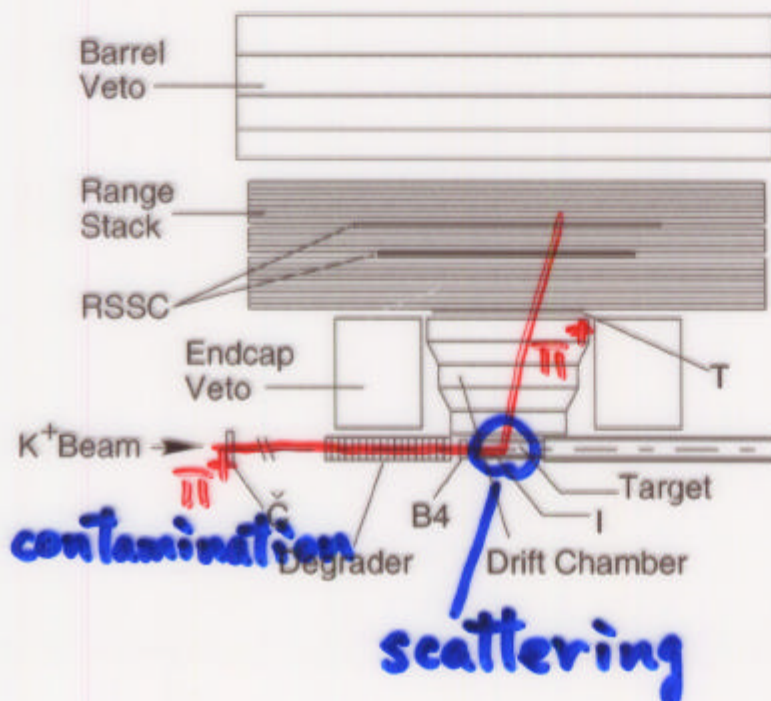 Barrel
Veto
Range
Stack
RSSC
π⁺
Endcap
Veto
T
K⁺Beam
π⁺
Č
B4
Target
I
contamination
Degrader
Drift Chamber
scattering